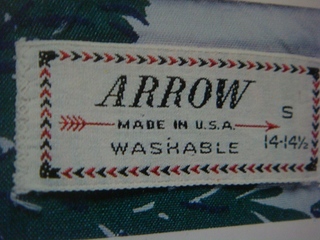 ARROW
MADE IN U.S.A.
WASHABLE
S
14-14½